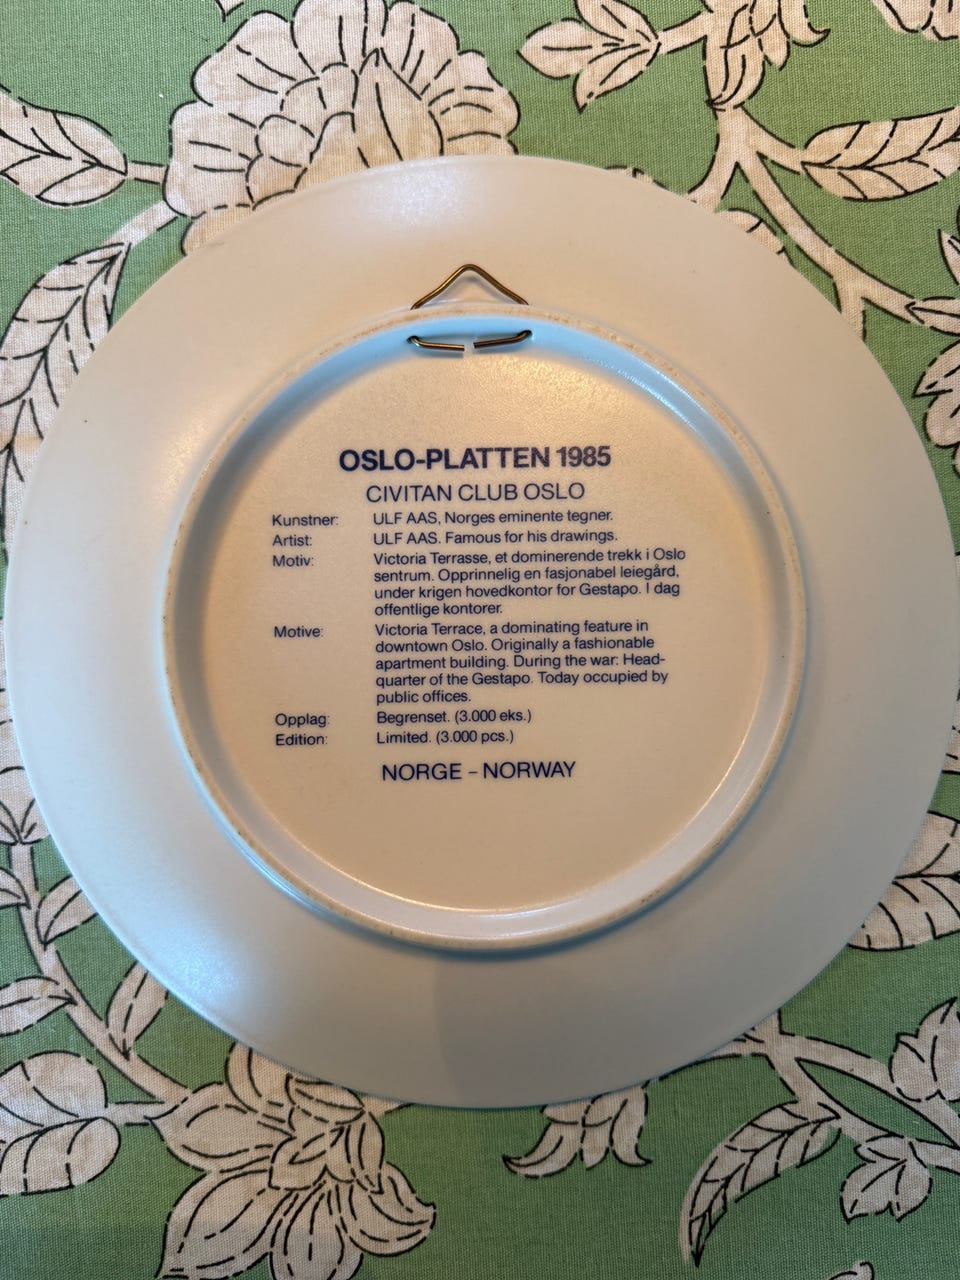 OSLO-PLATTEN 1985
CIVITAN CLUB OSLO
Kunstner: ULF AAS, Norges eminente tegner.
Artist: ULF AAS. Famous for his drawings.
Motiv: Victoria Terrasse, et dominerende trekk i Oslo
sentrum. Opprinnelig en fasjonabel leiegård,
under krigen hovedkontor for Gestapo. I dag
offentlige kontorer.
Motive: Victoria Terrace, a dominating feature in
downtown Oslo. Originally a fashionable
apartment building. During the war: Head-
quarter of the Gestapo. Today occupied by
public offices.
Opplag: Begrenset. (3.000 eks.)
Edition: Limited. (3.000 pcs.)
NORGE – NORWAY